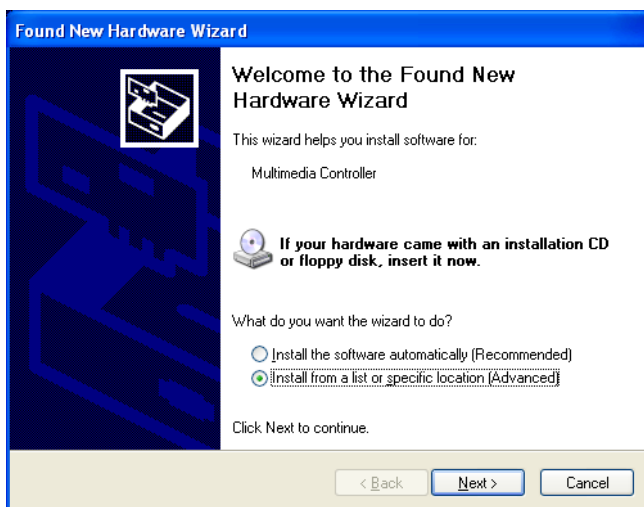 Found New Hardware Wizard
Welcome to the Found New
Hardware Wizard
This wizard helps you install software for:
Multimedia Controller
If your hardware came with an installation CD
or floppy disk, insert it now.
What do you want the wizard to do?
Install the software automatically (Recommended)
Install from a list or specific location (Advanced)
Click Next to continue.
< Back Next > Cancel